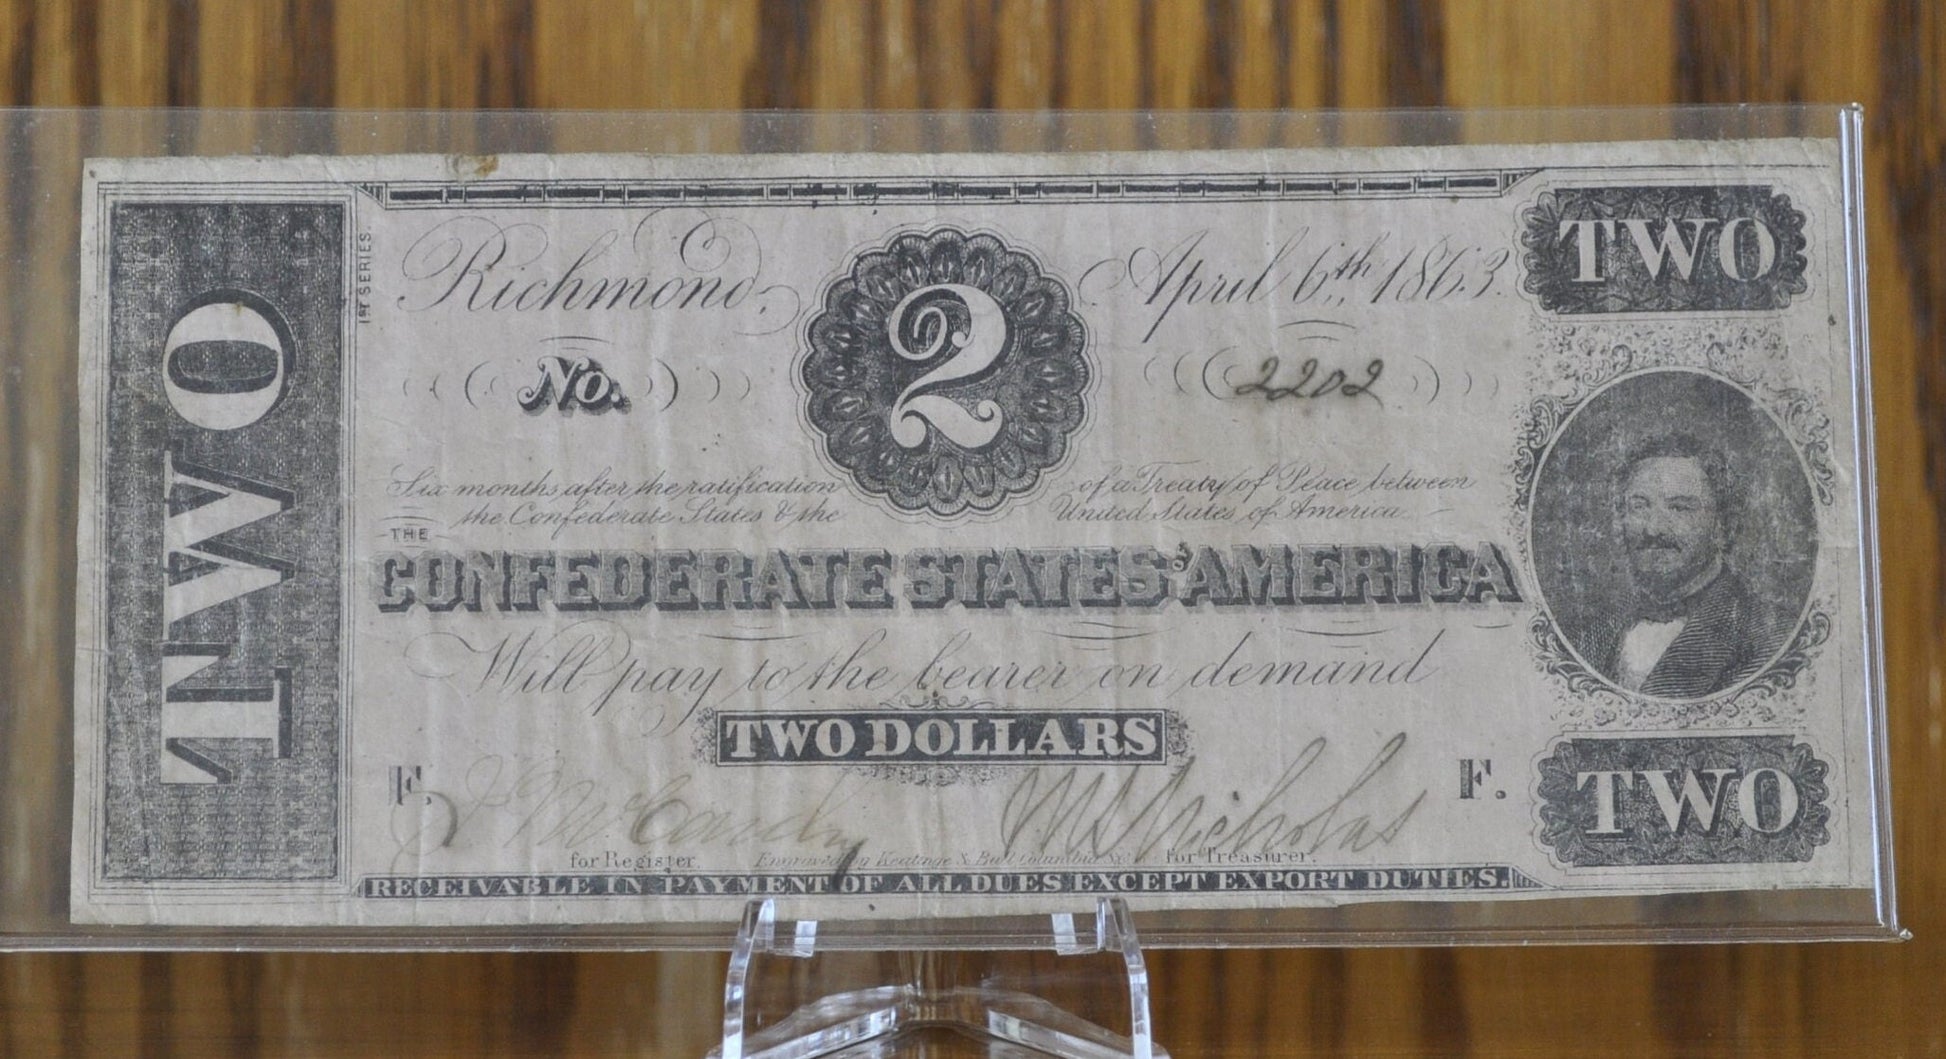 TWO
1ST SERIES.
Richmond, 2 April 6th 1863.
TWO
No. 2202
Six months after the ratification of a Treaty of Peace between
the Confederate States & the United States of America
THE
CONFEDERATE STATES OF AMERICA
Will pay to the bearer on demand
TWO DOLLARS
F. F.
J McCandry M S Nicholas
TWO
for Register. Engraved by Keatinge & Ball Columbia S.C. for Treasurer.
RECEIVABLE IN PAYMENT OF ALL DUES EXCEPT EXPORT DUTIES.